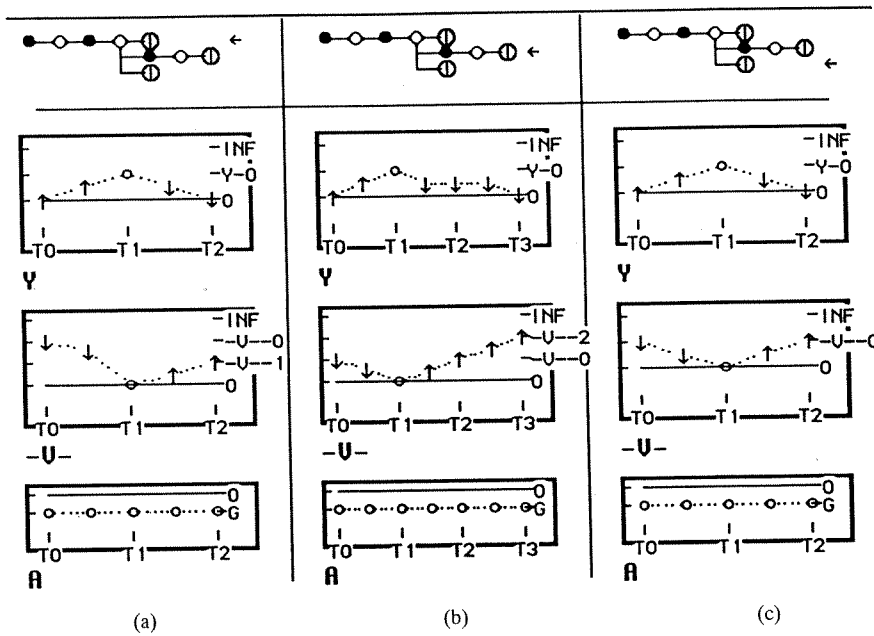 ←
←
←
INF
Y-0
0
T0 T1 T2
Y
INF
Y-0
0
T0 T1 T2 T3
Y
INF
Y-0
0
T0 T1 T2
Y
INF
-V--0
-V--1
0
T0 T1 T2
-V-
INF
-V--2
-V--0
0
T0 T1 T2 T3
-V-
INF
-V--0
0
T0 T1 T2
-V-
0
G
T0 T1 T2
A
0
G
T0 T1 T2 T3
A
0
G
T0 T1 T2
A
(a) (b) (c)